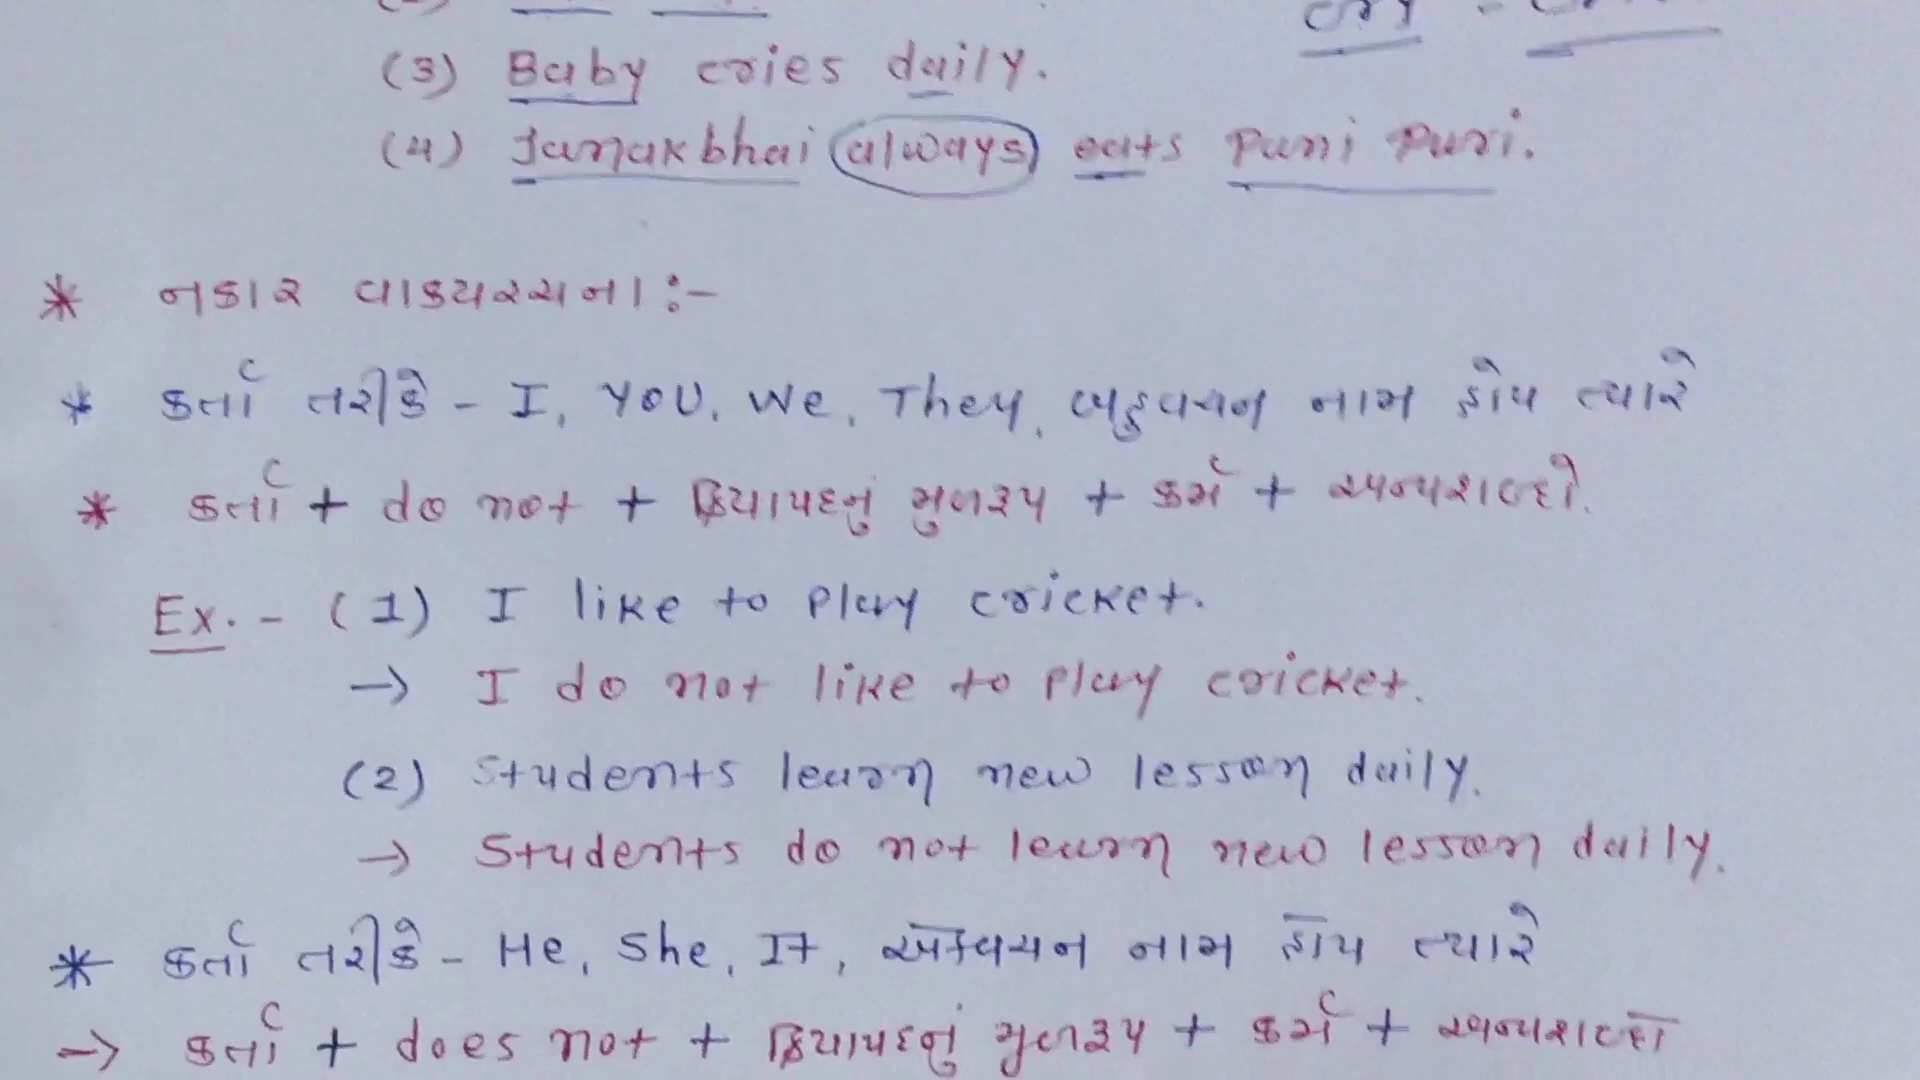 (3) Baby cries daily.
(4) Janakbhai always eats Pani Puri.
* નકાર વાક્યરચના :-
* કર્તા તરીકે - I, YOU, We, They, બહુવચન નામ હોય ત્યારે
* કર્તા + do not + ક્રિયાપદનું મુળરૂપ + કર્મ + અન્યશબ્દો.
Ex. - (1) I like to play cricket.
→ I do not like to play cricket.
(2) Students learn new lesson daily.
→ Students do not learn new lesson daily.
* કર્તા તરીકે - He, She, It, એકવચન નામ હોય ત્યારે
→ કર્તા + does not + ક્રિયાપદનું મુળરૂપ + કર્મ + અન્યશબ્દો